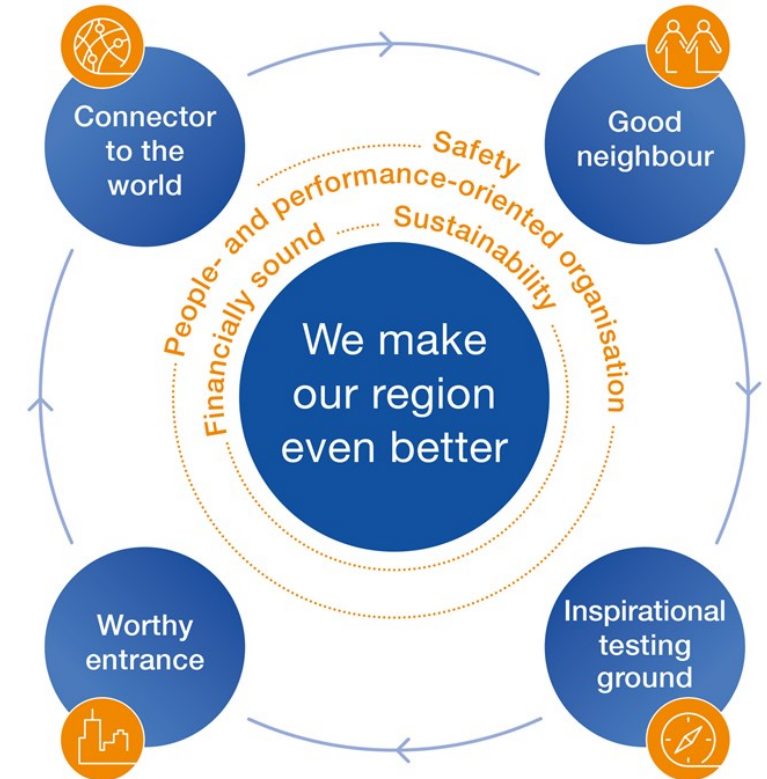 Connector
to the
world
Good
neighbour
Safety
People- and performance-oriented organisation
Financially sound
Sustainability
We make
our region
even better
Worthy
entrance
Inspirational
testing
ground